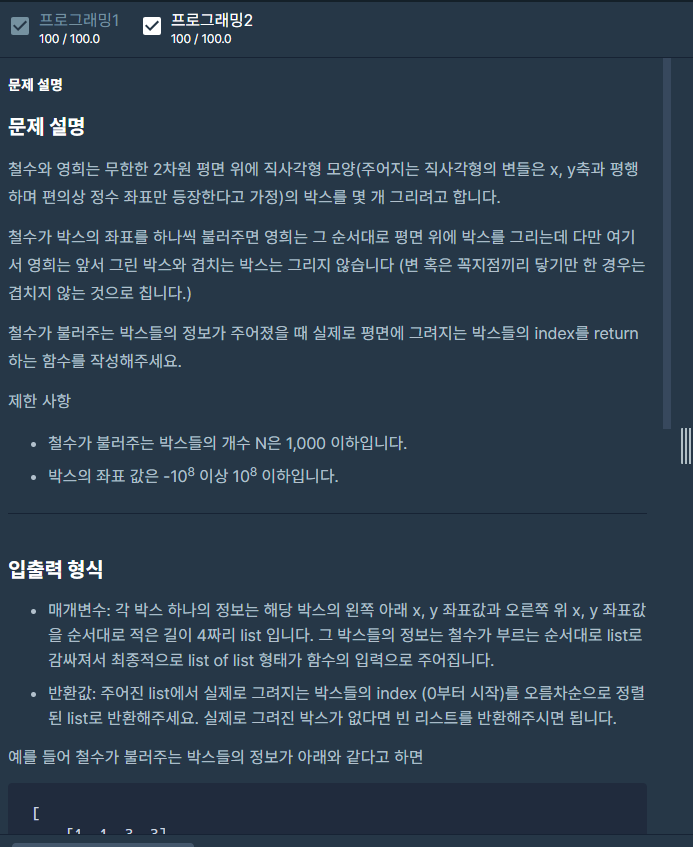 프로그래밍1
100 / 100.0
프로그래밍2
100 / 100.0
문제 설명
문제 설명
철수와 영희는 무한한 2차원 평면 위에 직사각형 모양(주어지는 직사각형의 변들은 x, y축과 평행
하며 편의상 정수 좌표만 등장한다고 가정)의 박스를 몇 개 그리려고 합니다.
철수가 박스의 좌표를 하나씩 불러주면 영희는 그 순서대로 평면 위에 박스를 그리는데 다만 여기
서 영희는 앞서 그린 박스와 겹치는 박스는 그리지 않습니다 (변 혹은 꼭지점끼리 닿기만 한 경우는
겹치지 않는 것으로 칩니다.)
철수가 불러주는 박스들의 정보가 주어졌을 때 실제로 평면에 그려지는 박스들의 index를 return
하는 함수를 작성해주세요.
제한 사항
• 철수가 불러주는 박스들의 개수 N은 1,000 이하입니다.
• 박스의 좌표 값은 -10⁸ 이상 10⁸ 이하입니다.
입출력 형식
• 매개변수: 각 박스 하나의 정보는 해당 박스의 왼쪽 아래 x, y 좌표값과 오른쪽 위 x, y 좌표값
을 순서대로 적은 길이 4짜리 list 입니다. 그 박스들의 정보는 철수가 부르는 순서대로 list로
감싸져서 최종적으로 list of list 형태가 함수의 입력으로 주어집니다.
• 반환값: 주어진 list에서 실제로 그려지는 박스들의 index (0부터 시작)를 오름차순으로 정렬
된 list로 반환해주세요. 실제로 그려진 박스가 없다면 빈 리스트를 반환해주시면 됩니다.
예를 들어 철수가 불러주는 박스들의 정보가 아래와 같다고 하면
[
[1, 1, 3, 3]